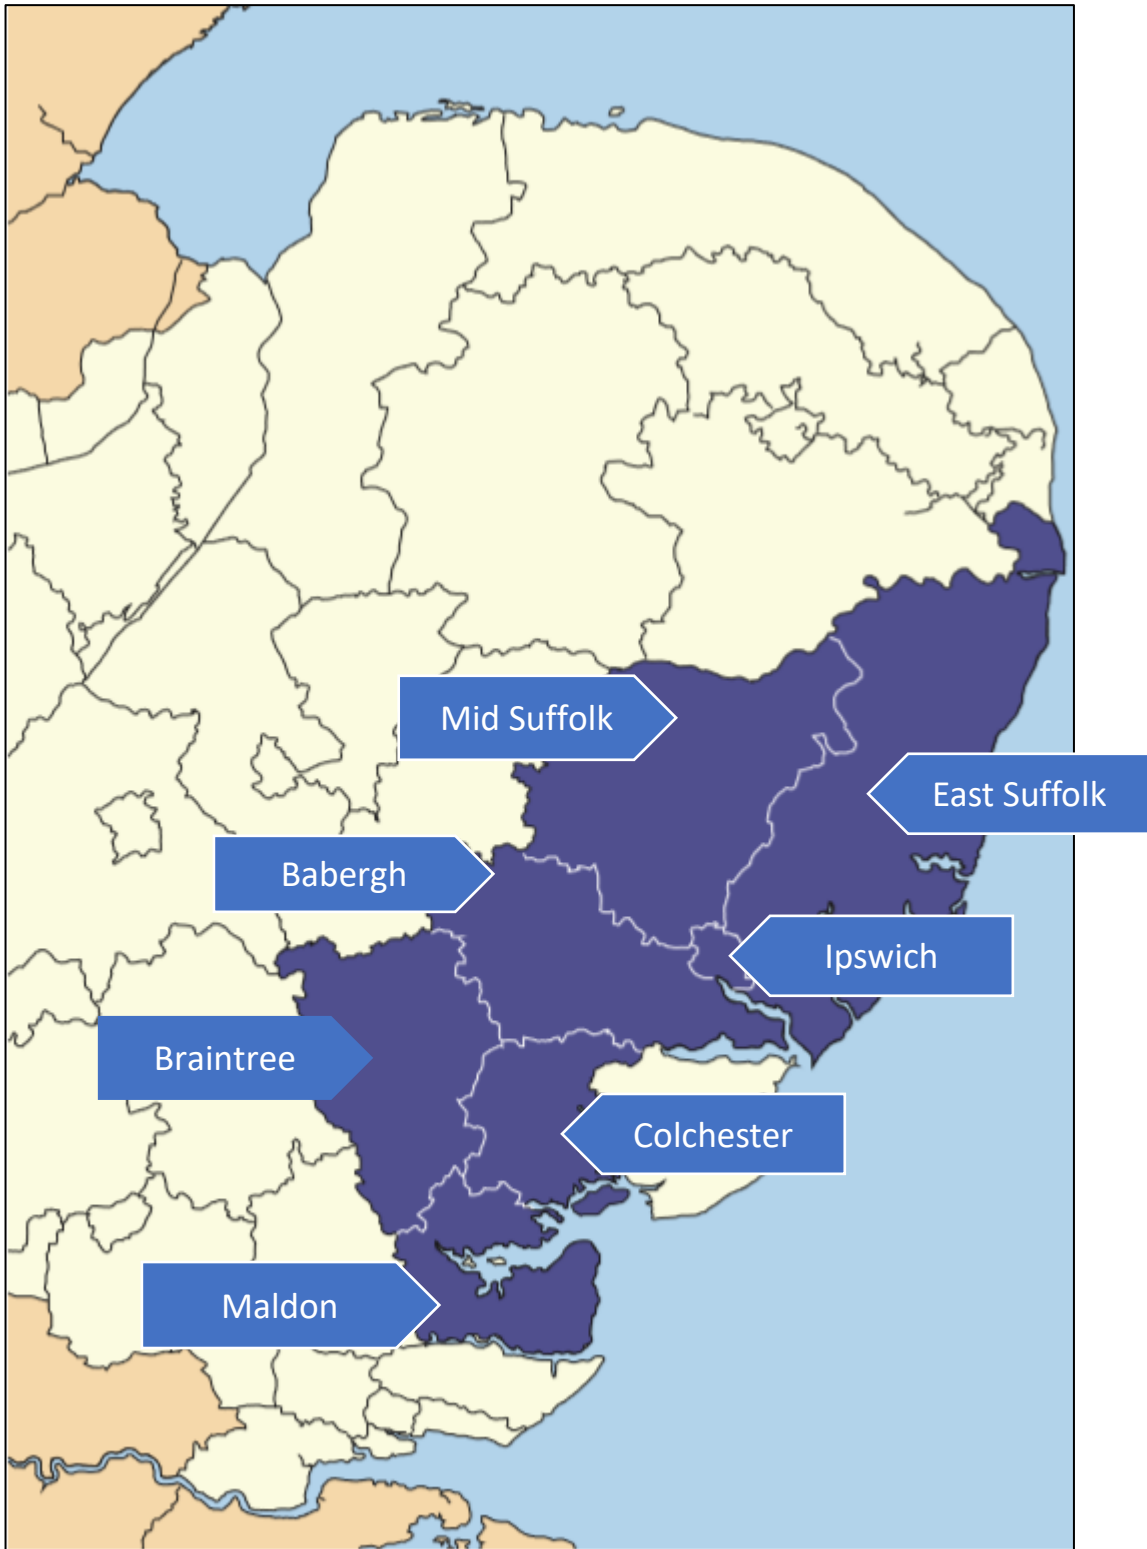 Mid Suffolk
East Suffolk
Babergh
Ipswich
Braintree
Colchester
Maldon